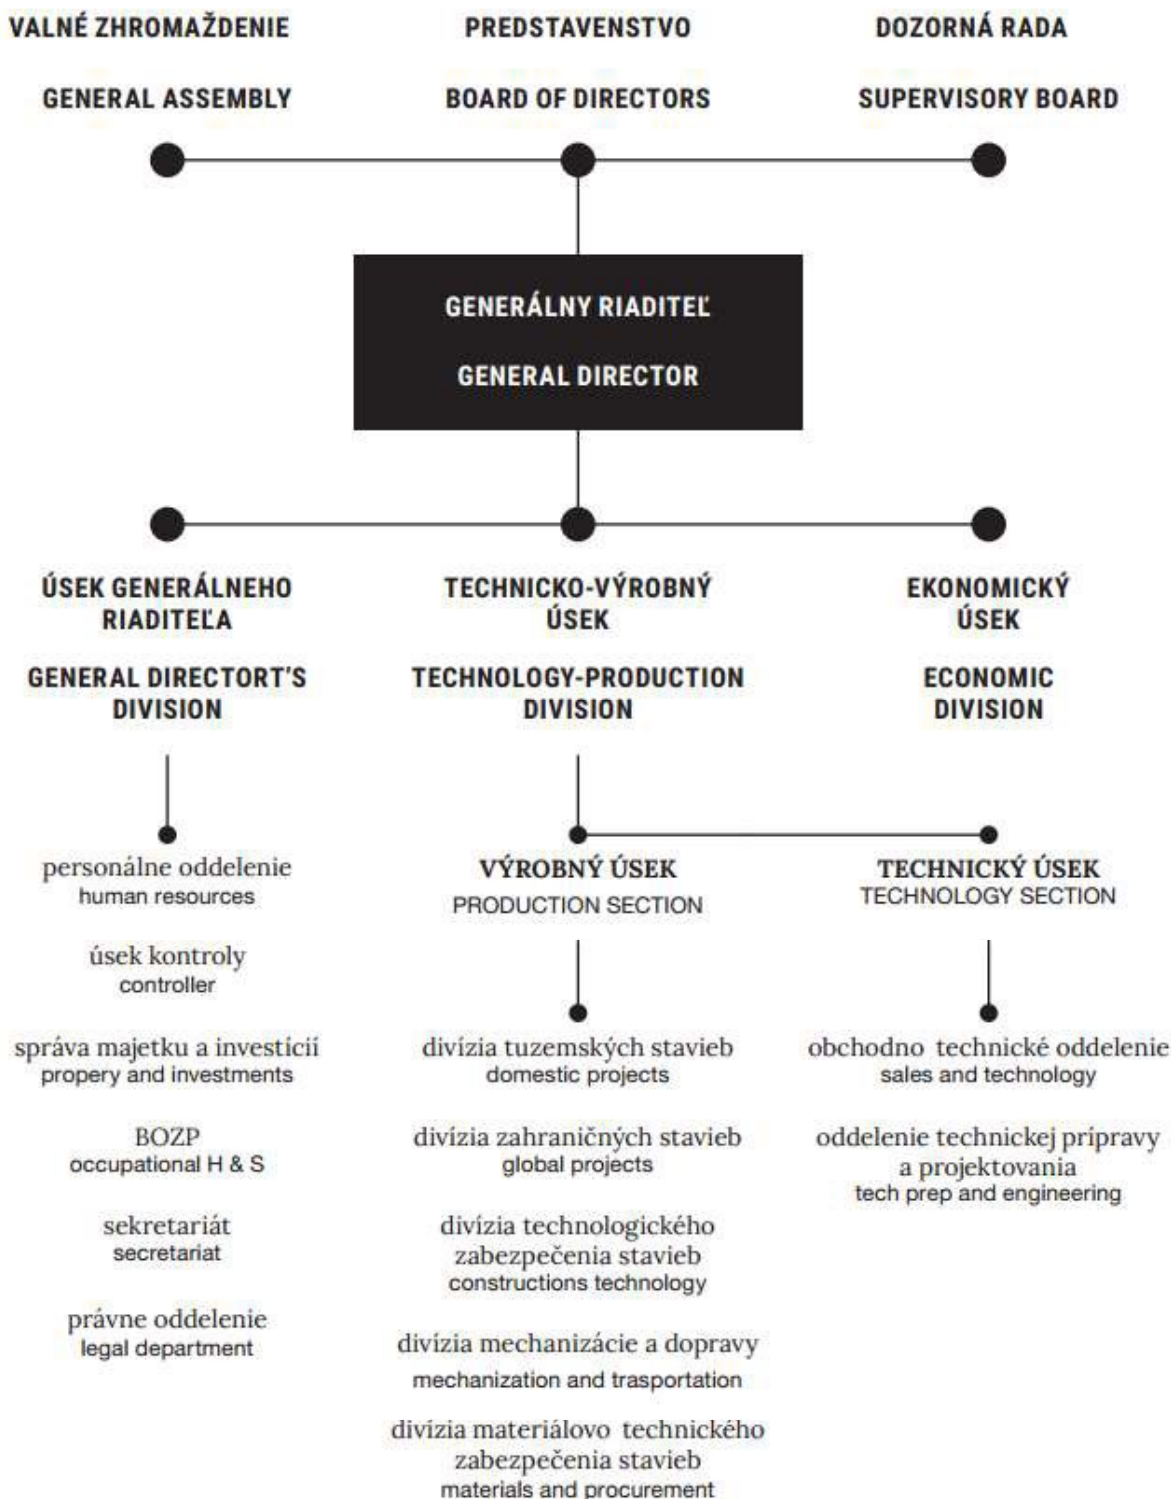 VALNÉ ZHROMAŽDENIE
GENERAL ASSEMBLY
PREDSTAVENSTVO
BOARD OF DIRECTORS
DOZORNÁ RADA
SUPERVISORY BOARD
GENERÁLNY RIADITEĽ
GENERAL DIRECTOR
ÚSEK GENERÁLNEHO
RIADITEĽA
GENERAL DIRECTORT'S
DIVISION
TECHNICKO-VÝROBNÝ
ÚSEK
TECHNOLOGY-PRODUCTION
DIVISION
EKONOMICKÝ
ÚSEK
ECONOMIC
DIVISION
personálne oddelenie
human resources
úsek kontroly
controller
správa majetku a investícií
propery and investments
BOZP
occupational H & S
sekretariát
secretariat
právne oddelenie
legal department
VÝROBNÝ ÚSEK
PRODUCTION SECTION
divízia tuzemských stavieb
domestic projects
divízia zahraničných stavieb
global projects
divízia technologického
zabezpečenia stavieb
constructions technology
divízia mechanizácie a dopravy
mechanization and trasportation
divízia materiálovo technického
zabezpečenia stavieb
materials and procurement
TECHNICKÝ ÚSEK
TECHNOLOGY SECTION
obchodno technické oddelenie
sales and technology
oddelenie technickej prípravy
a projektovania
tech prep and engineering